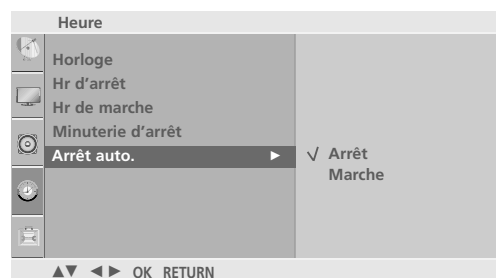 Heure
Horloge
Hr d'arrêt
Hr de marche
Minuterie d'arrêt
Arrêt auto. ►
√ Arrêt
Marche
▲▼ ◄► OK RETURN